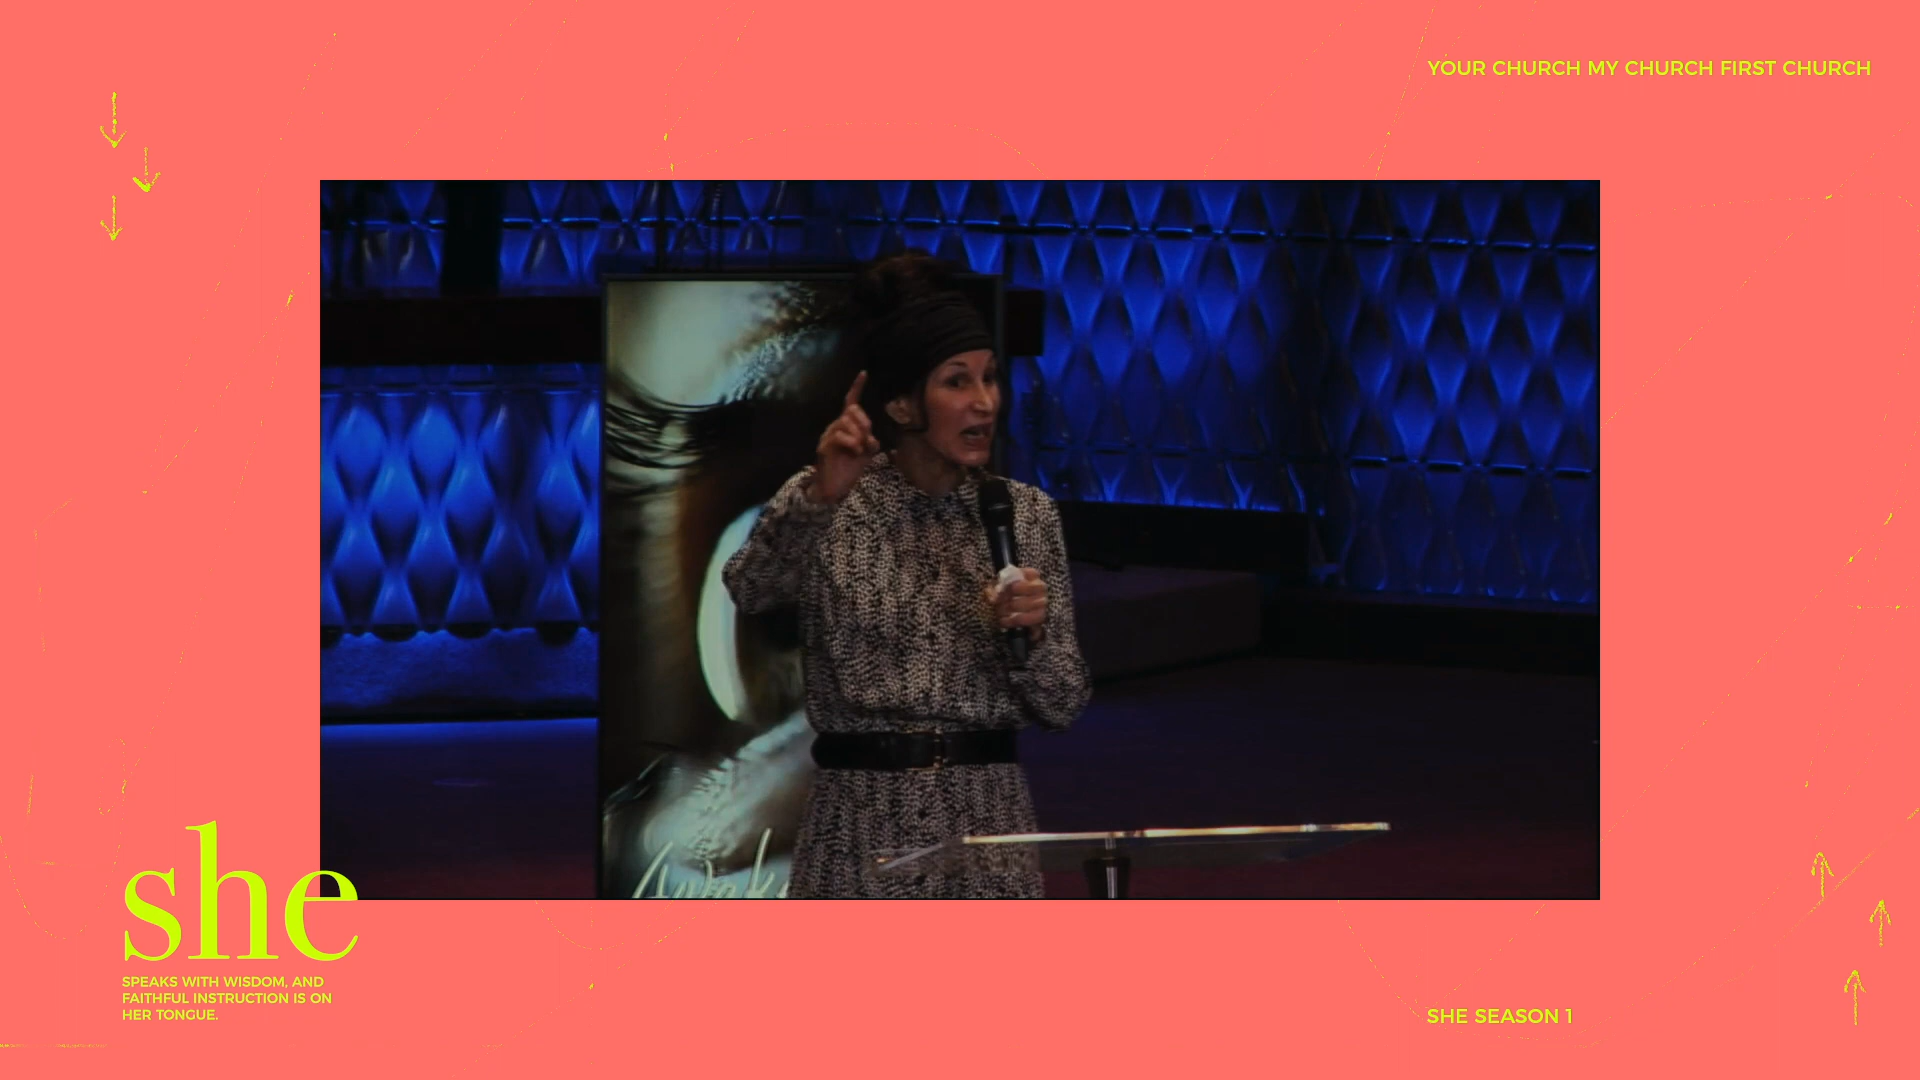 YOUR CHURCH MY CHURCH FIRST CHURCH
she
SPEAKS WITH WISDOM, AND
FAITHFUL INSTRUCTION IS ON
HER TONGUE.
SHE SEASON 1